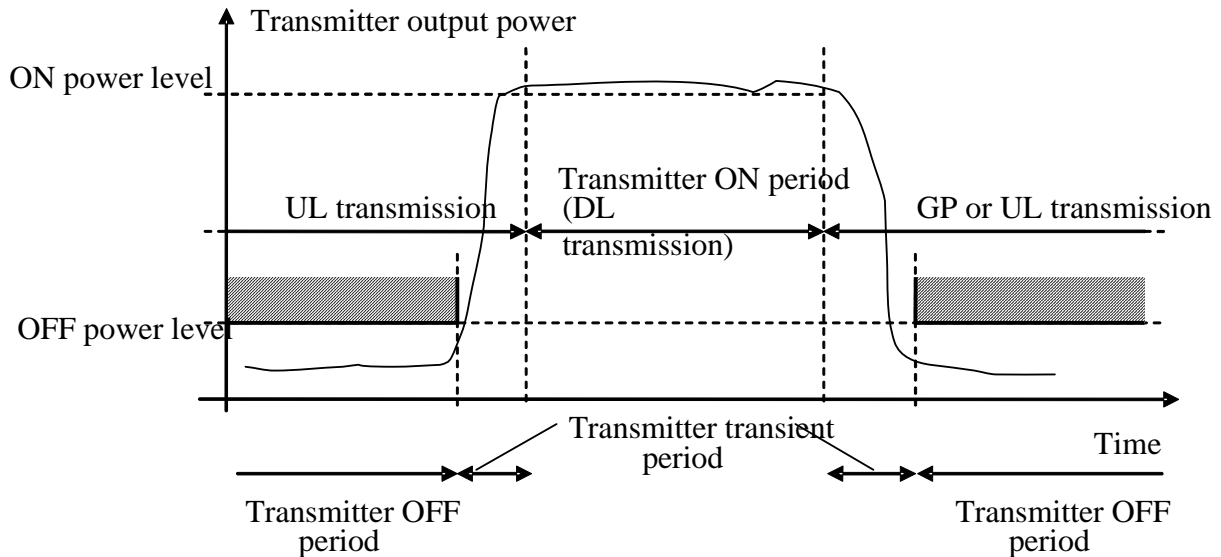 Transmitter output power
ON power level
Transmitter ON period
UL transmission
(DL
GP or UL transmission
transmission)
OFF power level
Transmitter transient
period
Time
Transmitter OFF
period
Transmitter OFF
period